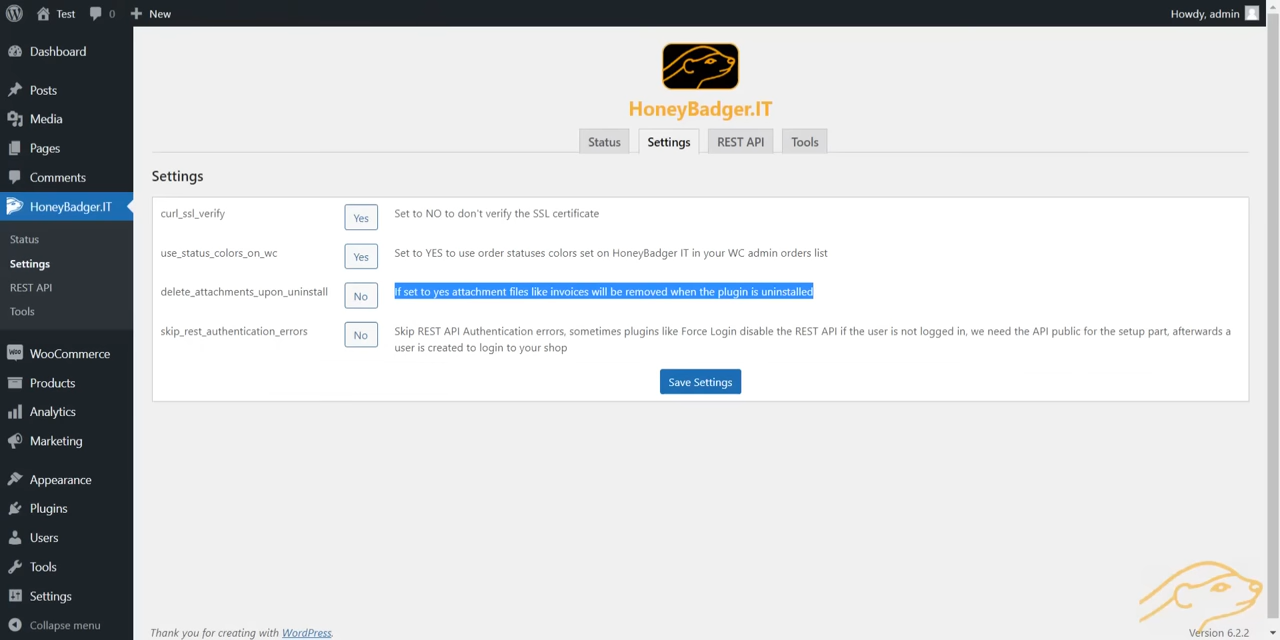 Test
0
New
Howdy, admin
Dashboard
Posts
Media
Pages
Comments
HoneyBadger.IT
Status
Settings
REST API
Tools
WooCommerce
Products
Analytics
Marketing
Appearance
Plugins
Users
Tools
Settings
Collapse menu
HoneyBadger.IT
Status
Settings
REST API
Tools
Settings
curl_ssl_verify Yes Set to NO to don't verify the SSL certificate
use_status_colors_on_wc Yes Set to YES to use order statuses colors set on HoneyBadger IT in your WC admin orders list
delete_attachments_upon_uninstall No If set to yes attachment files like invoices will be removed when the plugin is uninstalled
skip_rest_authentication_errors No Skip REST API Authentication errors, sometimes plugins like Force Login disable the REST API if the user is not logged in, we need the API public for the setup part, afterwards a
user is created to login to your shop
Save Settings
Thank you for creating with WordPress.
Version 6.2.2